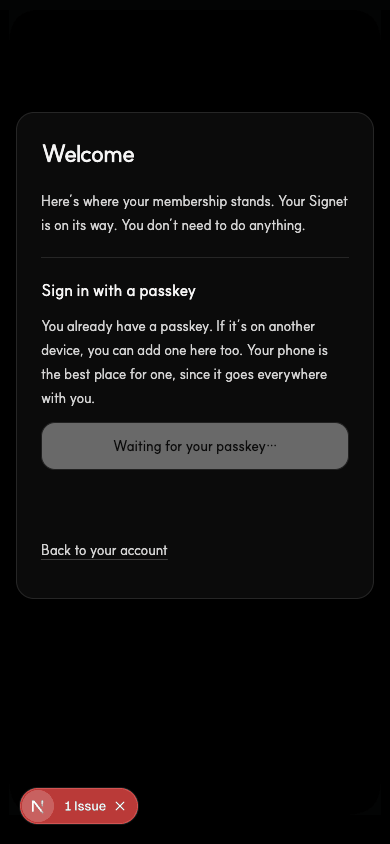 Welcome
Here's where your membership stands. Your Signet
is on its way. You don't need to do anything.
Sign in with a passkey
You already have a passkey. If it's on another
device, you can add one here too. Your phone is
the best place for one, since it goes everywhere
with you.
Waiting for your passkey…
Back to your account
N 1 Issue